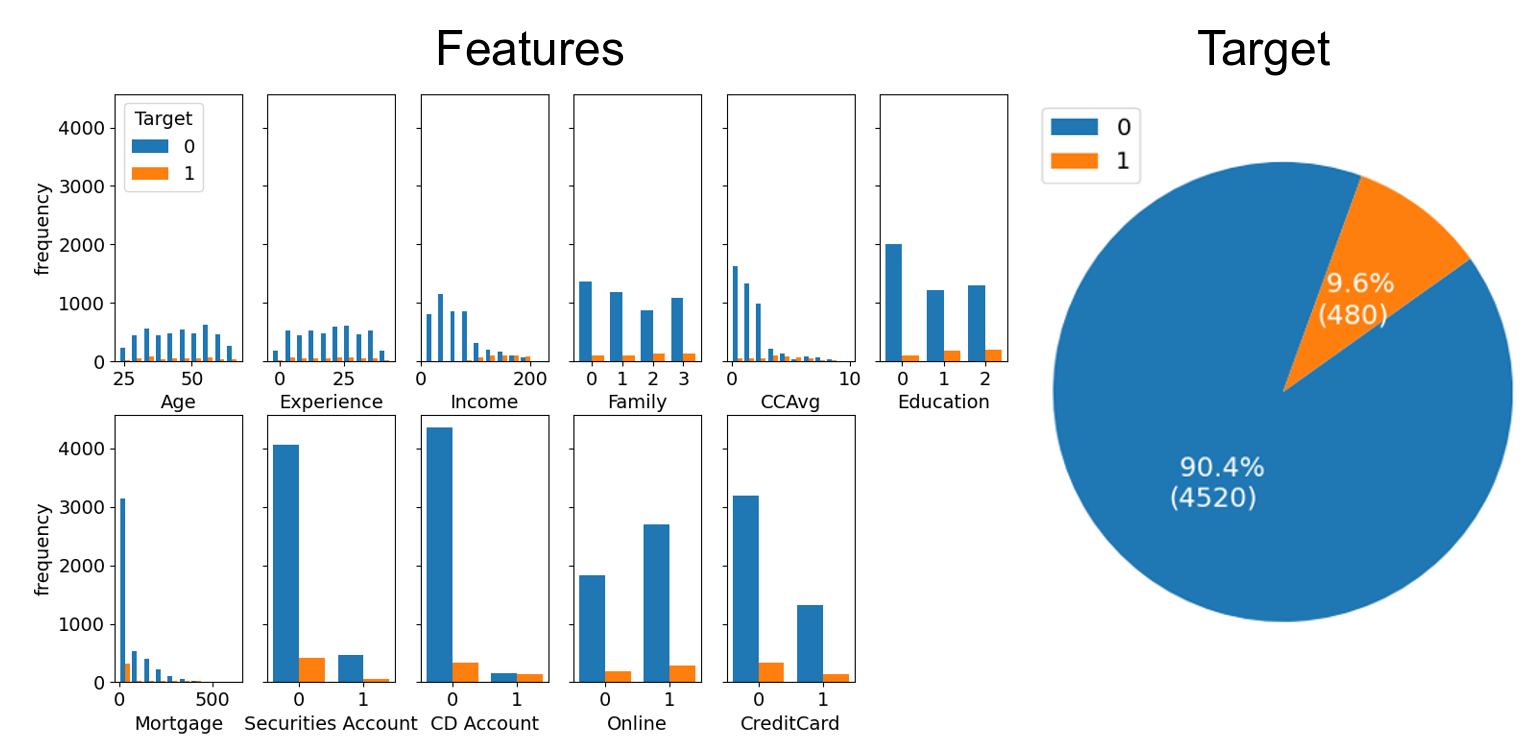 Features
Target
frequency
4000
3000
2000
1000
0
Target
0
1
25 50
Age
0 25
Experience
0 200
Income
0 1 2 3
Family
0 10
CCAvg
0 1 2
Education
frequency
4000
3000
2000
1000
0
0 500
Mortgage
0 1
Securities Account
0 1
CD Account
0 1
Online
0 1
CreditCard
0
1
9.6%
(480)
90.4%
(4520)